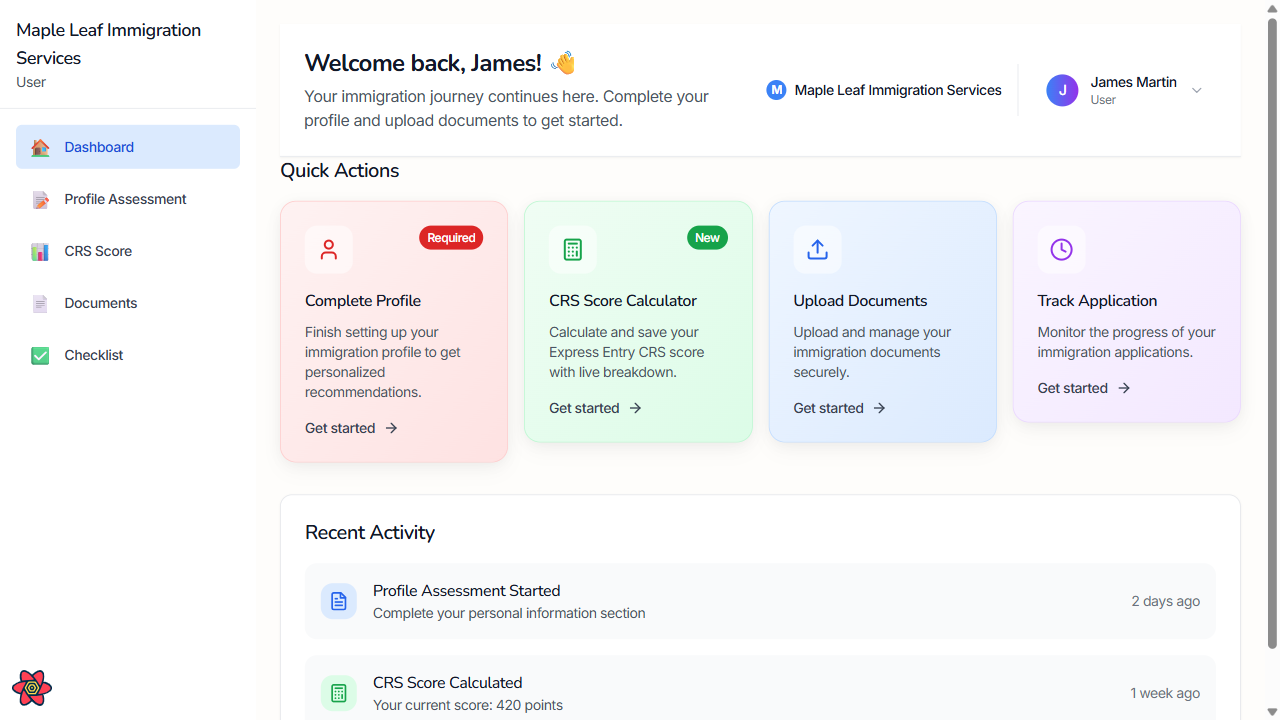 Maple Leaf Immigration
Services
User
Dashboard
Profile Assessment
CRS Score
Documents
Checklist
Welcome back, James! 👋
Your immigration journey continues here. Complete your
profile and upload documents to get started.
M Maple Leaf Immigration Services
J
James Martin
User
Quick Actions
Required
Complete Profile
Finish setting up your
immigration profile to get
personalized
recommendations.
Get started →
New
CRS Score Calculator
Calculate and save your
Express Entry CRS score
with live breakdown.
Get started →
Upload Documents
Upload and manage your
immigration documents
securely.
Get started →
Track Application
Monitor the progress of your
immigration applications.
Get started →
Recent Activity
Profile Assessment Started
Complete your personal information section
2 days ago
CRS Score Calculated
Your current score: 420 points
1 week ago